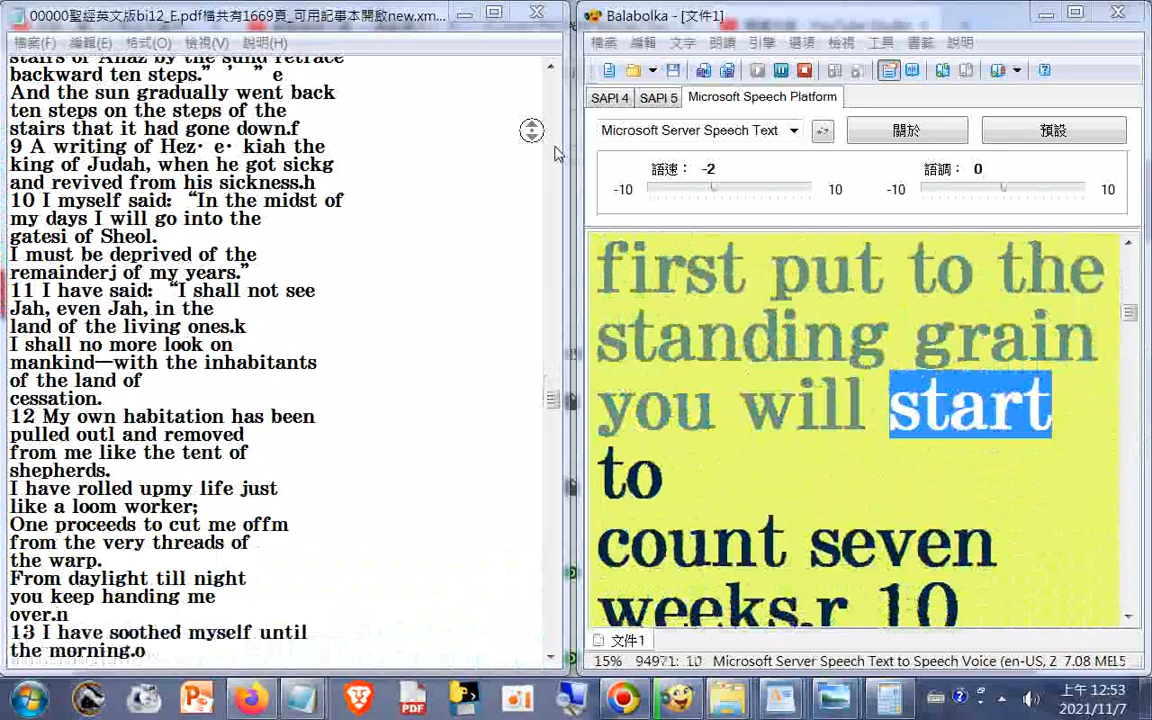 00000聖經英文版bi12_E.pdf檔共有1669頁_可用記事本開啟new.xm...
檔案(F) 編輯(E) 格式(O) 檢視(V) 說明(H)
stairs of Ahaz by the sund retrace
backward ten steps.” ’ ” e
And the sun gradually went back
ten steps on the steps of the
stairs that it had gone down.f
9 A writing of Hez· e· kiah the
king of Judah, when he got sickg
and revived from his sickness.h
10 I myself said: “In the midst of
my days I will go into the
gatesi of Sheol.
I must be deprived of the
remainderj of my years.”
11 I have said: “I shall not see
Jah, even Jah, in the
land of the living ones.k
I shall no more look on
mankind—with the inhabitants
of the land of
cessation.
12 My own habitation has been
pulled outl and removed
from me like the tent of
shepherds.
I have rolled upmy life just
like a loom worker;
One proceeds to cut me offm
from the very threads of
the warp.
From daylight till night
you keep handing me
over.n
13 I have soothed myself until
the morning.o
Balabolka - [文件1]
檔案 編輯 文字 朗讀 引擎 選項 檢視 工具 書籤 說明
SAPI 4 SAPI 5 Microsoft Speech Platform
Microsoft Server Speech Text 關於 預設
語速： -2 語調： 0
-10 10 -10 10
first put to the
standing grain
you will start
to
count seven
weeks.r 10
文件1
15% 94971: 10 Microsoft Server Speech Text to Speech Voice (en-US, Z 7.08 ME15
上午 12:53
2021/11/7